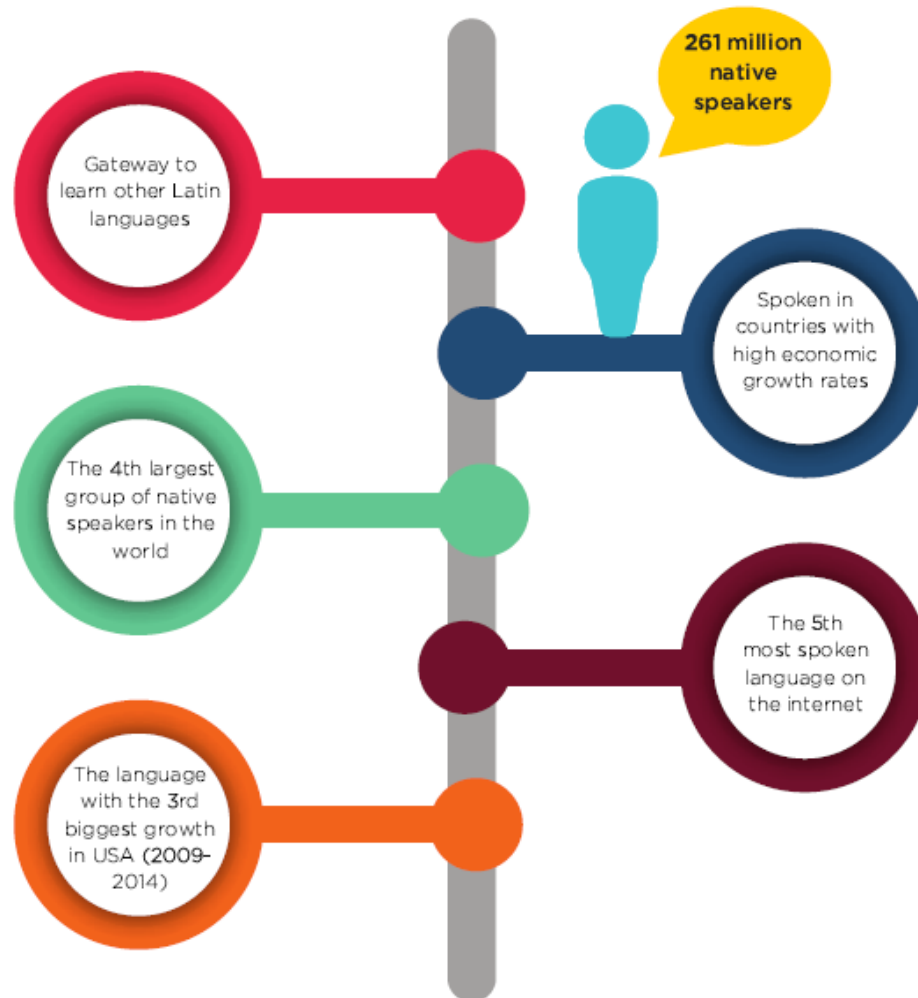 261 million
native
speakers
Gateway to
learn other Latin
languages
Spoken in
countries with
high economic
growth rates
The 4th largest
group of native
speakers in the
world
The 5th
most spoken
language on
the internet
The language
with the 3rd
biggest growth
in USA (2009-
2014)